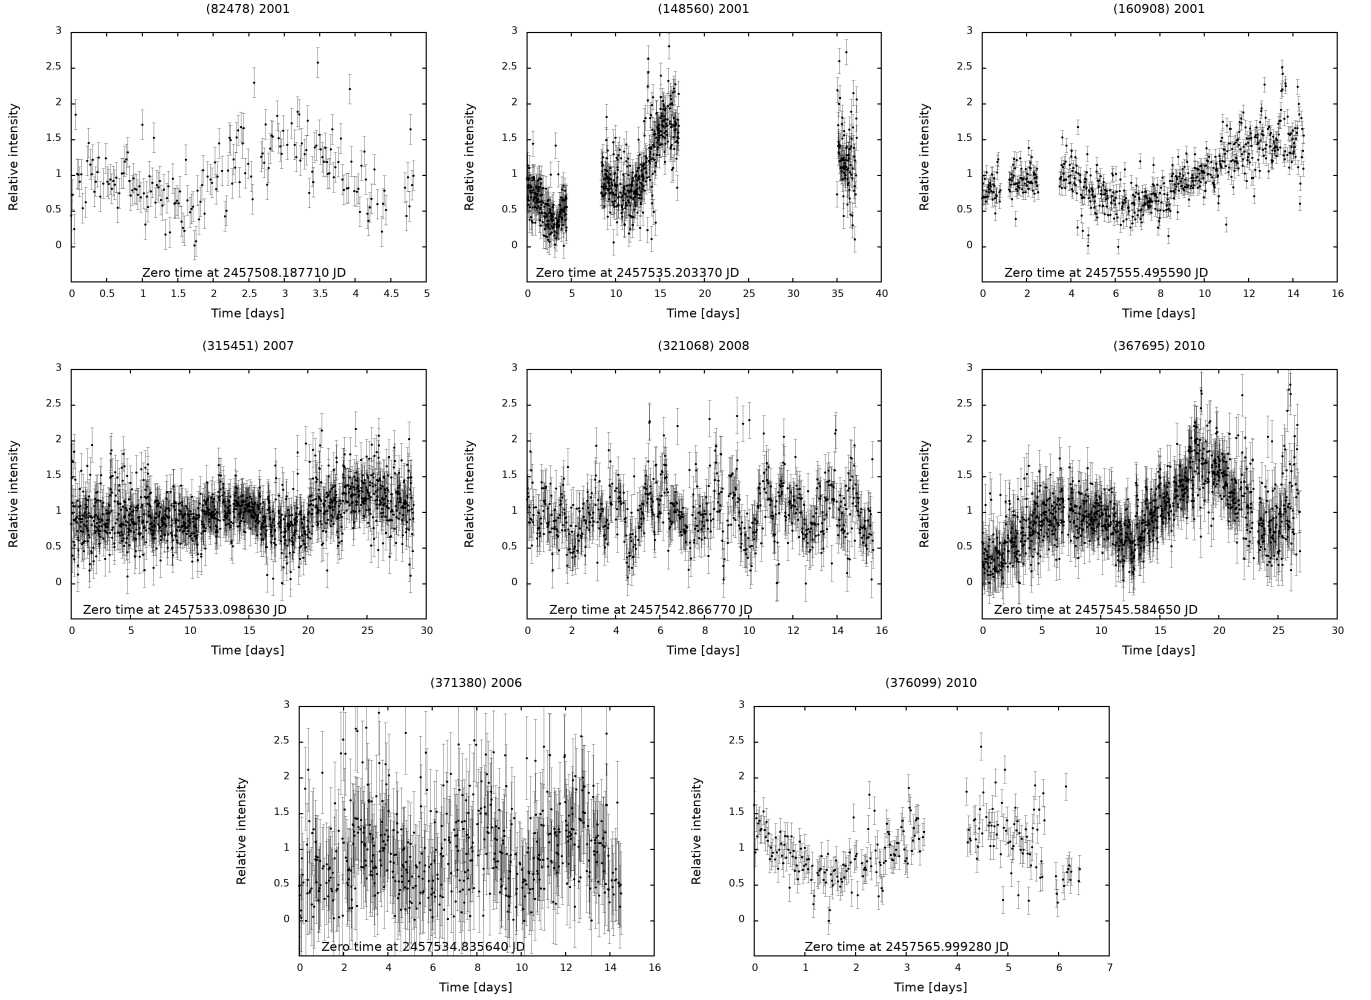 (82478) 2001
(148560) 2001
(160908) 2001
3
2.5
2
1.5
1
0.5
0
Relative intensity
Zero time at 2457508.187710 JD
0 0.5 1 1.5 2 2.5 3 3.5 4 4.5 5
Time [days]
3
2.5
2
1.5
1
0.5
0
Relative intensity
Zero time at 2457535.203370 JD
0 5 10 15 20 25 30 35 40
Time [days]
3
2.5
2
1.5
1
0.5
0
Relative intensity
Zero time at 2457555.495590 JD
0 2 4 6 8 10 12 14 16
Time [days]
(315451) 2007
(321068) 2008
(367695) 2010
3
2.5
2
1.5
1
0.5
0
Relative intensity
Zero time at 2457533.098630 JD
0 5 10 15 20 25 30
Time [days]
3
2.5
2
1.5
1
0.5
0
Relative intensity
Zero time at 2457542.866770 JD
0 2 4 6 8 10 12 14 16
Time [days]
3
2.5
2
1.5
1
0.5
0
Relative intensity
Zero time at 2457545.584650 JD
0 5 10 15 20 25 30
Time [days]
(371380) 2006
(376099) 2010
3
2.5
2
1.5
1
0.5
0
Relative intensity
Zero time at 2457534.835640 JD
0 2 4 6 8 10 12 14 16
Time [days]
3
2.5
2
1.5
1
0.5
0
Relative intensity
Zero time at 2457565.999280 JD
0 1 2 3 4 5 6 7
Time [days]